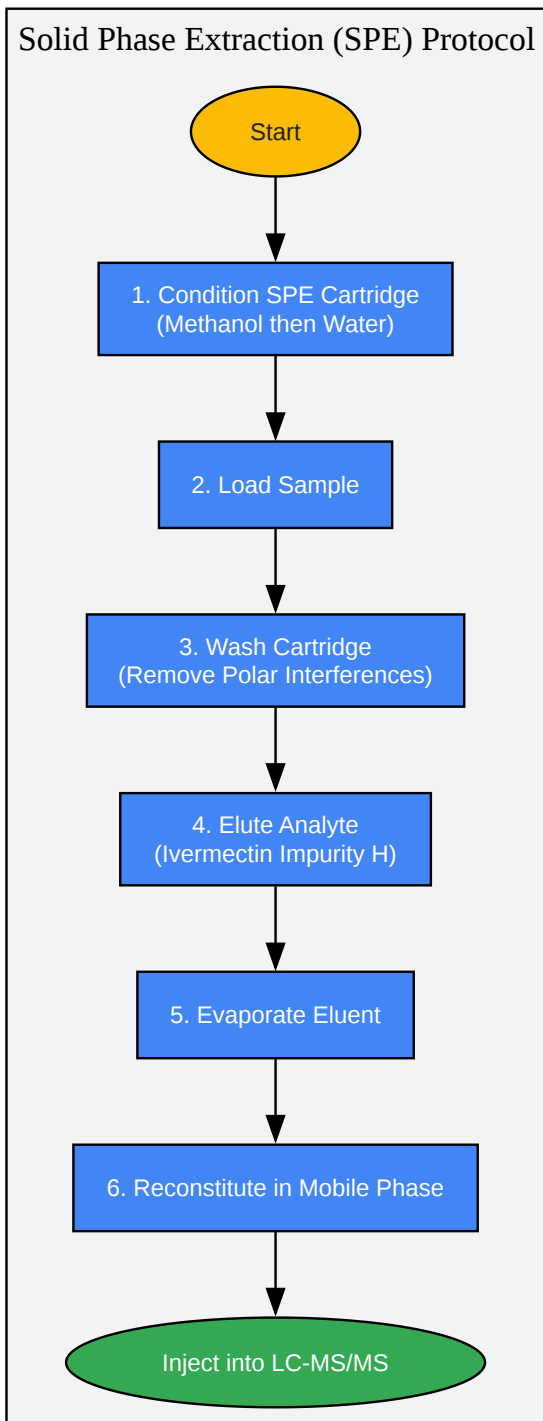 Solid Phase Extraction (SPE) Protocol
Start
1. Condition SPE Cartridge
(Methanol then Water)
2. Load Sample
3. Wash Cartridge
(Remove Polar Interferences)
4. Elute Analyte
(Ivermectin Impurity H)
5. Evaporate Eluent
6. Reconstitute in Mobile Phase
Inject into LC-MS/MS